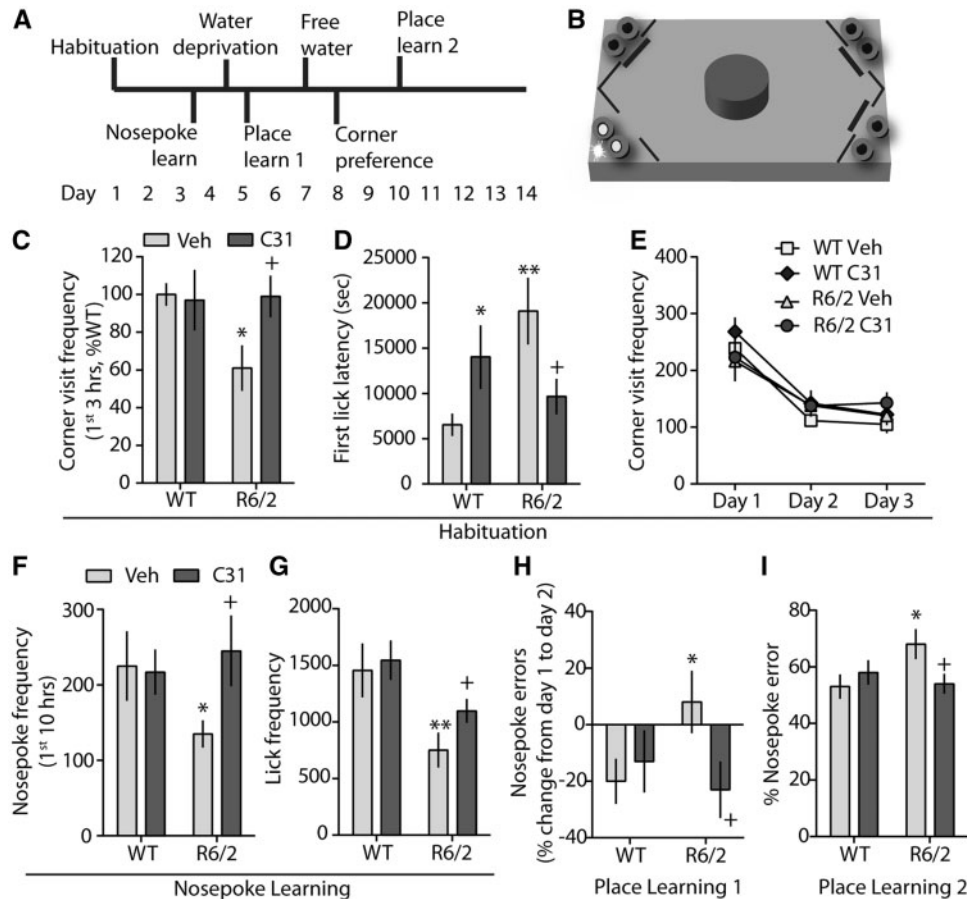 A
Habituation
Water
deprivation
Free
water
Place
learn 2
Nosepoke
learn
Place
learn 1
Corner
preference
Day 1 2 3 4 5 6 7 8 9 10 11 12 13 14
B
C
Veh C31
Corner visit frequency
(1st 3 hrs, %WT)
120
100
80
60
40
20
0
*
+
WT R6/2
D
First lick latency (sec)
25000
20000
15000
10000
5000
0
*
**
+
WT R6/2
E
WT Veh
WT C31
R6/2 Veh
R6/2 C31
Corner visit frequency
400
300
200
100
0
Day 1 Day 2 Day 3
Habituation
F
Veh C31
Nosepoke frequency
(1st 10 hrs)
300
200
100
0
*
+
WT R6/2
G
Lick frequency
2000
1500
1000
500
0
**
+
WT R6/2
Nosepoke Learning
H
Nosepoke errors
(% change from day 1 to day 2)
40
20
0
-20
-40
*
+
WT R6/2
Place Learning 1
I
% Nosepoke error
80
60
40
20
0
*
+
WT R6/2
Place Learning 2